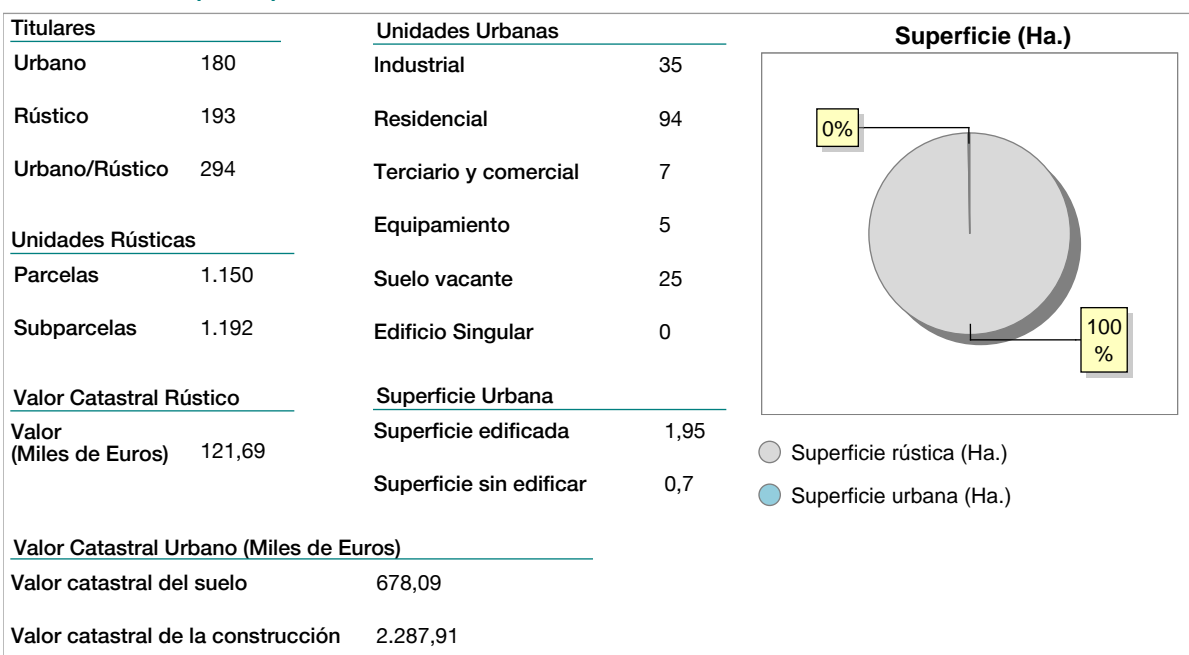 Titulares
Urbano 180
Rústico 193
Urbano/Rústico 294
Unidades Rústicas
Parcelas 1.150
Subparcelas 1.192
Valor Catastral Rústico
Valor
(Miles de Euros) 121,69
Unidades Urbanas
Industrial 35
Residencial 94
Terciario y comercial 7
Equipamiento 5
Suelo vacante 25
Edificio Singular 0
Superficie Urbana
Superficie edificada 1,95
Superficie sin edificar 0,7
Superficie (Ha.)
0%
100
%
Superficie rústica (Ha.)
Superficie urbana (Ha.)
Valor Catastral Urbano (Miles de Euros)
Valor catastral del suelo 678,09
Valor catastral de la construcción 2.287,91